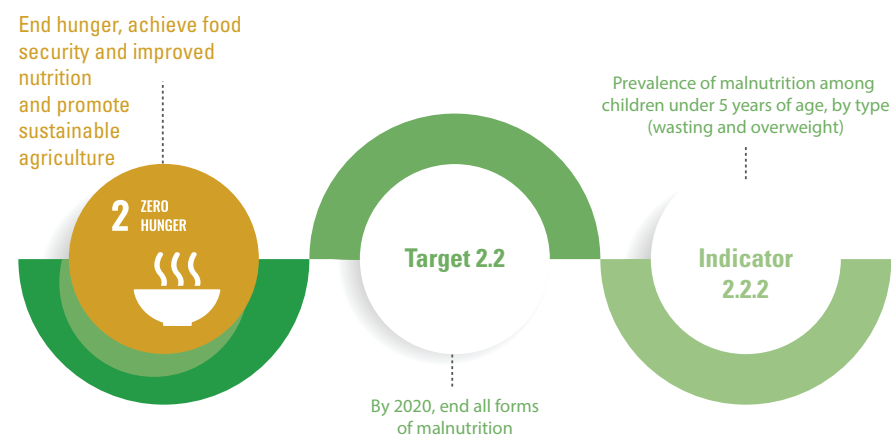 End hunger, achieve food
security and improved
nutrition
and promote
sustainable
agriculture
2 ZERO
HUNGER
Target 2.2
By 2020, end all forms
of malnutrition
Prevalence of malnutrition among
children under 5 years of age, by type
(wasting and overweight)
Indicator
2.2.2